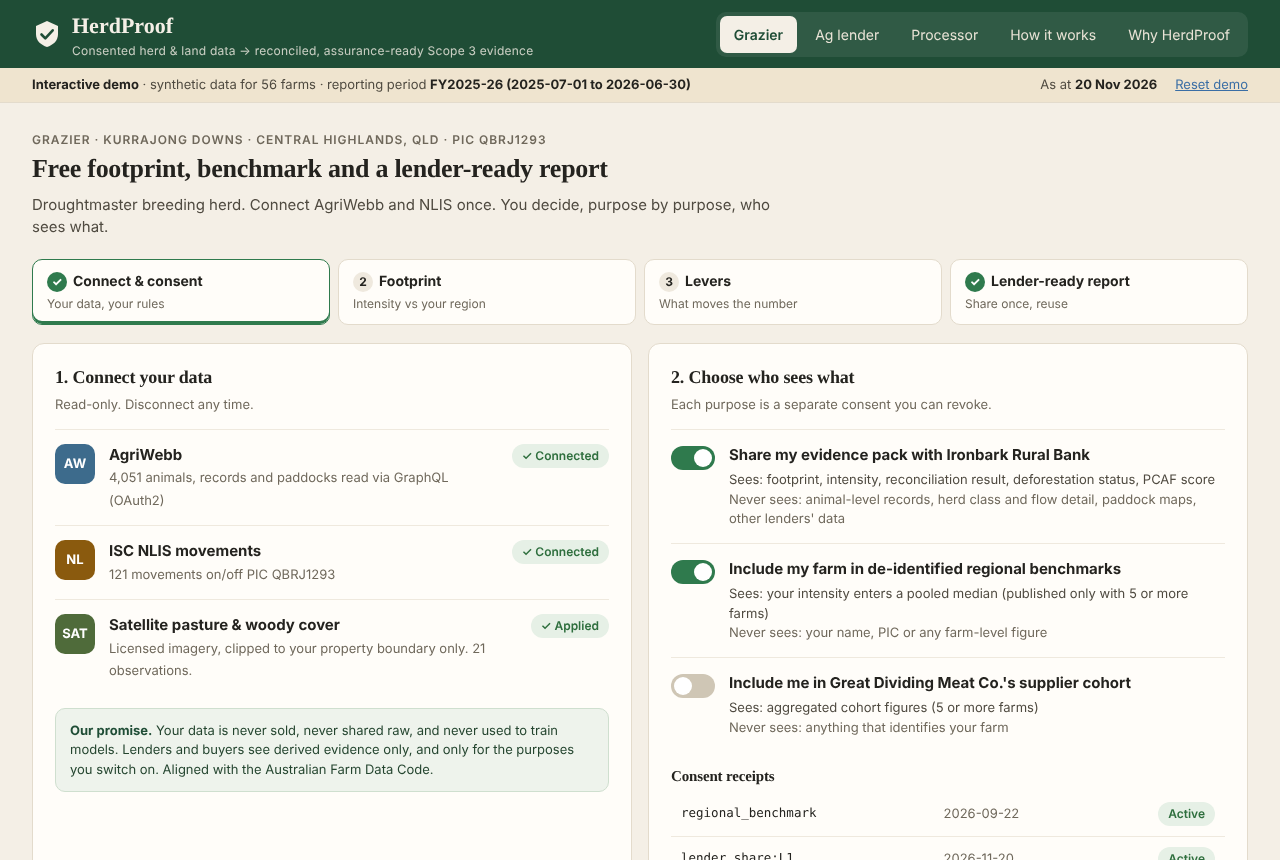 HerdProof
Consented herd & land data → reconciled, assurance-ready Scope 3 evidence
Grazier
Ag lender
Processor
How it works
Why HerdProof
Interactive demo · synthetic data for 56 farms · reporting period FY2025-26 (2025-07-01 to 2026-06-30)
As at 20 Nov 2026
Reset demo
GRAZIER · KURRAJONG DOWNS · CENTRAL HIGHLANDS, QLD · PIC QBRJ1293
Free footprint, benchmark and a lender-ready report
Droughtmaster breeding herd. Connect AgriWebb and NLIS once. You decide, purpose by purpose, who
sees what.
Connect & consent
Your data, your rules
2 Footprint
Intensity vs your region
3 Levers
What moves the number
Lender-ready report
Share once, reuse
1. Connect your data
Read-only. Disconnect any time.
AW
AgriWebb
4,051 animals, records and paddocks read via GraphQL
(OAuth2)
✓ Connected
NL
ISC NLIS movements
121 movements on/off PIC QBRJ1293
✓ Connected
SAT
Satellite pasture & woody cover
Licensed imagery, clipped to your property boundary only. 21
observations.
✓ Applied
Our promise. Your data is never sold, never shared raw, and never used to train
models. Lenders and buyers see derived evidence only, and only for the purposes
you switch on. Aligned with the Australian Farm Data Code.
2. Choose who sees what
Each purpose is a separate consent you can revoke.
Share my evidence pack with Ironbark Rural Bank
Sees: footprint, intensity, reconciliation result, deforestation status, PCAF score
Never sees: animal-level records, herd class and flow detail, paddock maps,
other lenders' data
Include my farm in de-identified regional benchmarks
Sees: your intensity enters a pooled median (published only with 5 or more
farms)
Never sees: your name, PIC or any farm-level figure
Include me in Great Dividing Meat Co.'s supplier cohort
Sees: aggregated cohort figures (5 or more farms)
Never sees: anything that identifies your farm
Consent receipts
regional_benchmark
2026-09-22
Active
lender_share:L1
2026-11-20
Active